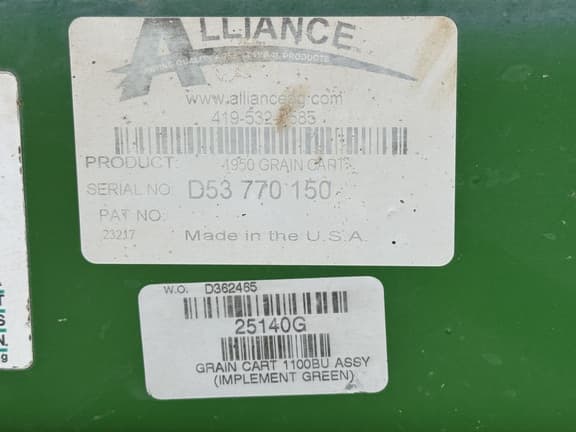 ALLIANCE
PRODUCTS
www.allianceag.com
PRODUCT: 1950 GRAIN CART
SERIAL NO: D53 770 150
PAT NO.
23217
Made in the U.S.A.
W.O. D362465
25140G
GRAIN CART 1100BU ASSY
(IMPLEMENT GREEN)